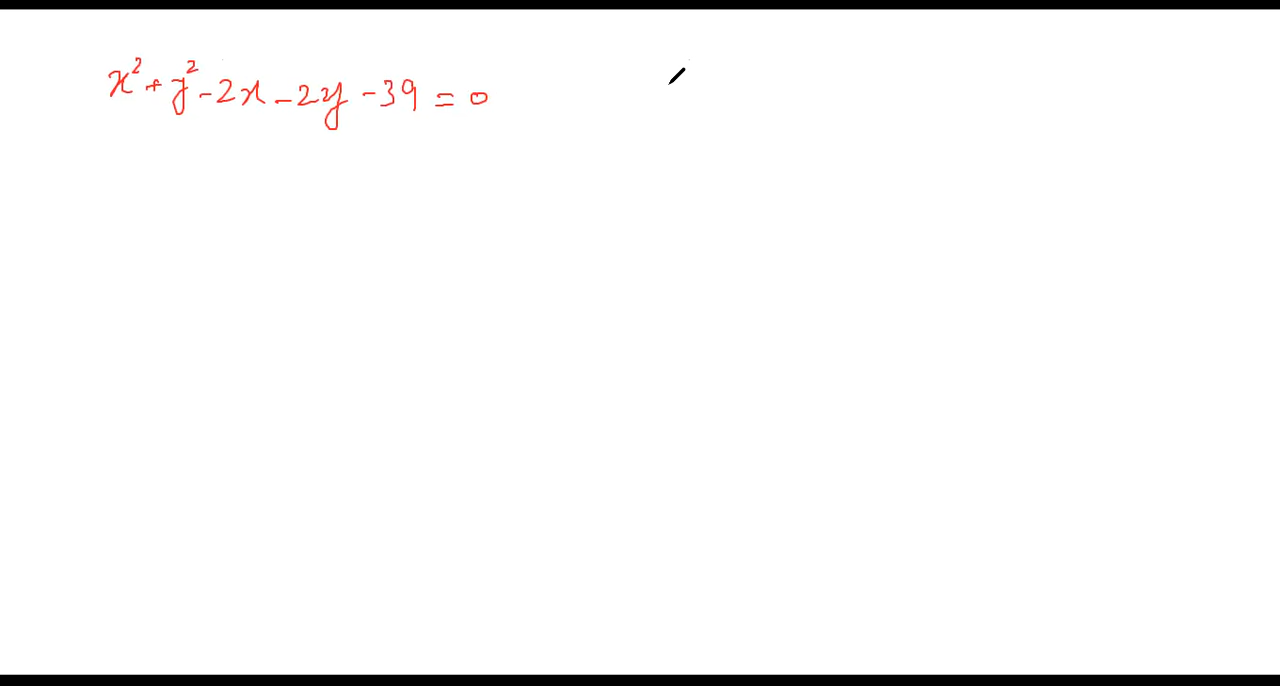 x² + y² - 2x - 2y - 39 = 0